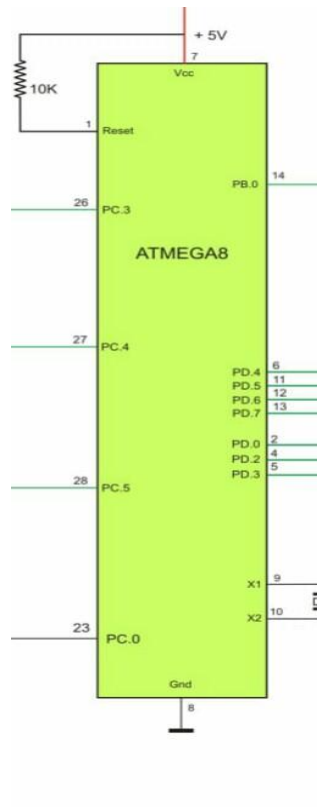 + 5V
7
Vcc
10K
1 Reset
14
PB.0
26
PC.3
ATMEGA8
27
PC.4
6
PD.4
11
PD.5
12
PD.6
13
PD.7
2
PD.0
4
PD.2
5
PD.3
28
PC.5
9
X1
10
X2
23
PC.0
Gnd
8